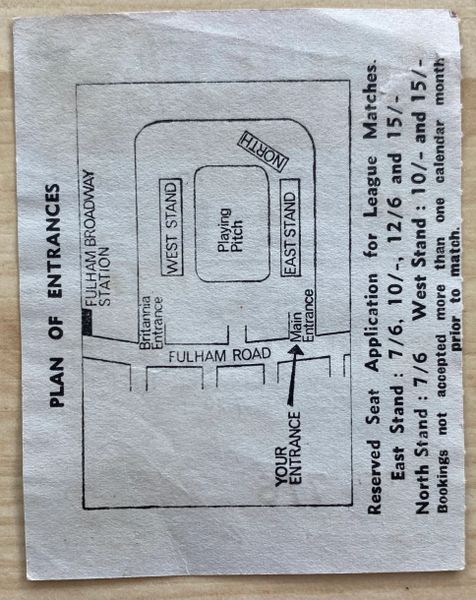 PLAN OF ENTRANCES
FULHAM BROADWAY
STATION
Britannia
Entrance
WEST STAND
NORTH
Playing
Pitch
EAST STAND
FULHAM ROAD
Main
Entrance
YOUR
ENTRANCE
Reserved Seat Application for League Matches.
East Stand : 7/6, 10/-, 12/6 and 15/-
North Stand : 7/6 West Stand : 10/- and 15/-
Bookings not accepted more than one calendar month
prior to match.